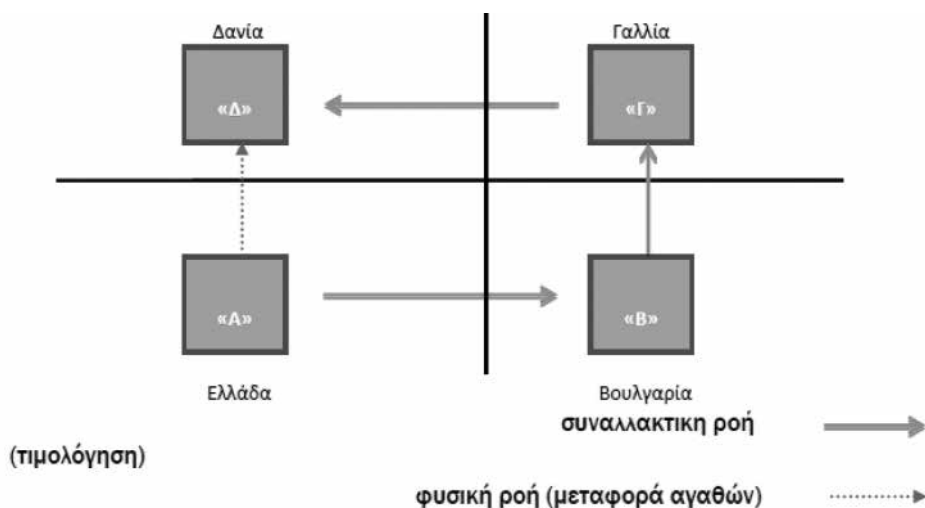 Δανία Γαλλία
«Δ» «Γ»
«Α» «Β»
Ελλάδα Βουλγαρία
συναλλακτικη ροή
(τιμολόγηση)
φυσική ροή (μεταφορά αγαθών)